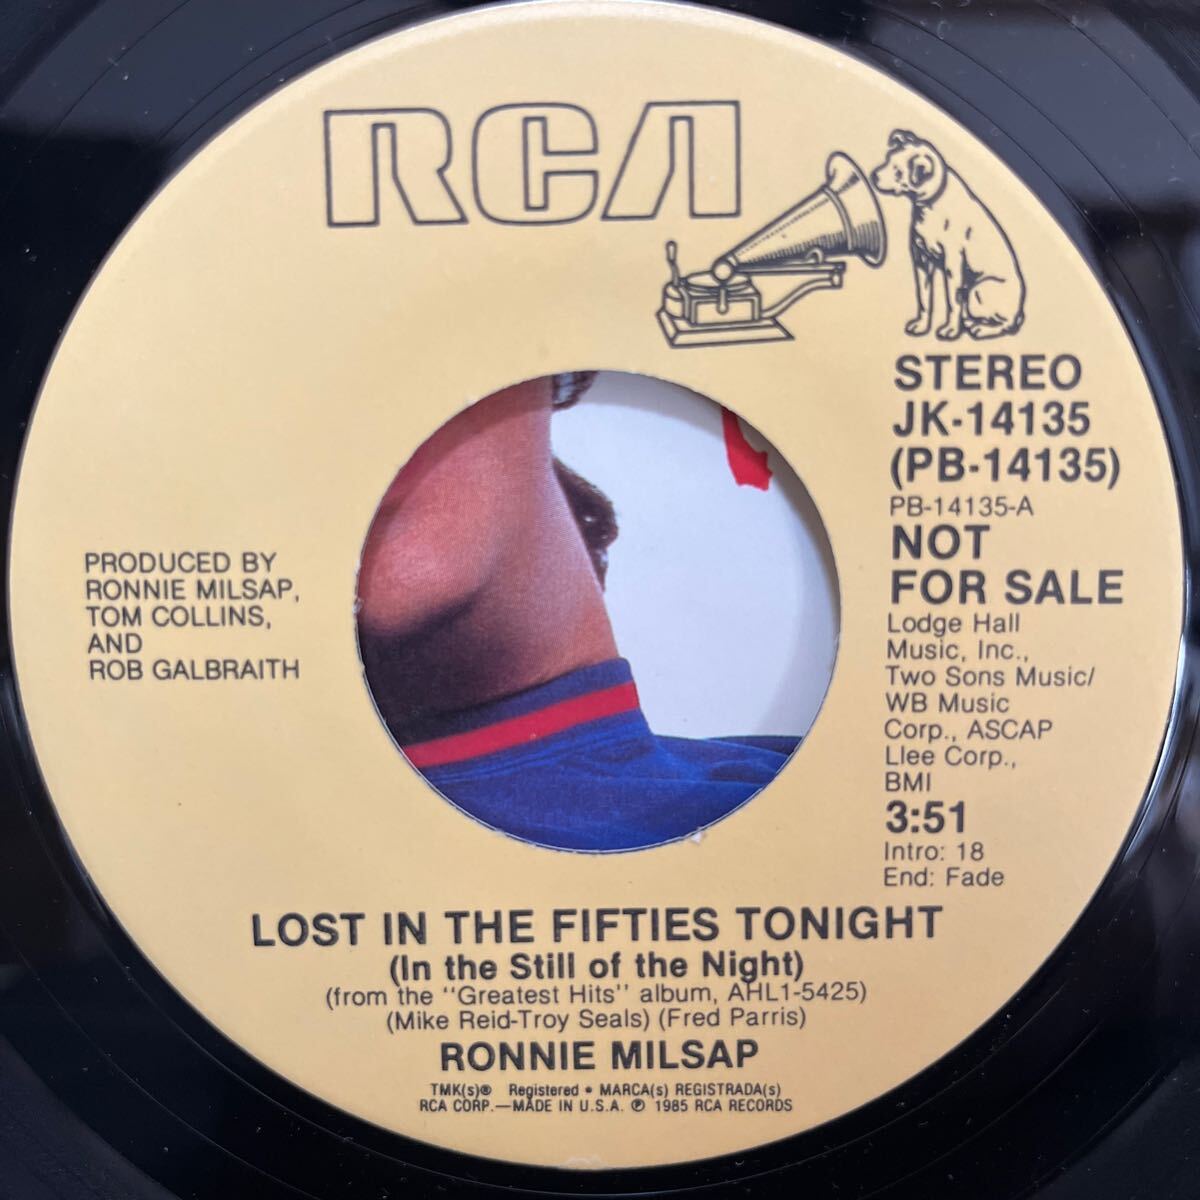 RCA
STEREO
JK-14135
(PB-14135)
PB-14135-A
NOT
FOR SALE
Lodge Hall
Music, Inc.,
Two Sons Music/
WB Music
Corp., ASCAP
Llee Corp.,
BMI
3:51
Intro: 18
End: Fade
PRODUCED BY
RONNIE MILSAP,
TOM COLLINS,
AND
ROB GALBRAITH
LOST IN THE FIFTIES TONIGHT
(In the Still of the Night)
(from the "Greatest Hits" album, AHL1-5425)
(Mike Reid-Troy Seals) (Fred Parris)
RONNIE MILSAP
TMK(s)® Registered • MARCA(s) REGISTRADA(s)
RCA CORP.—MADE IN U.S.A. ℗ 1985 RCA RECORDS